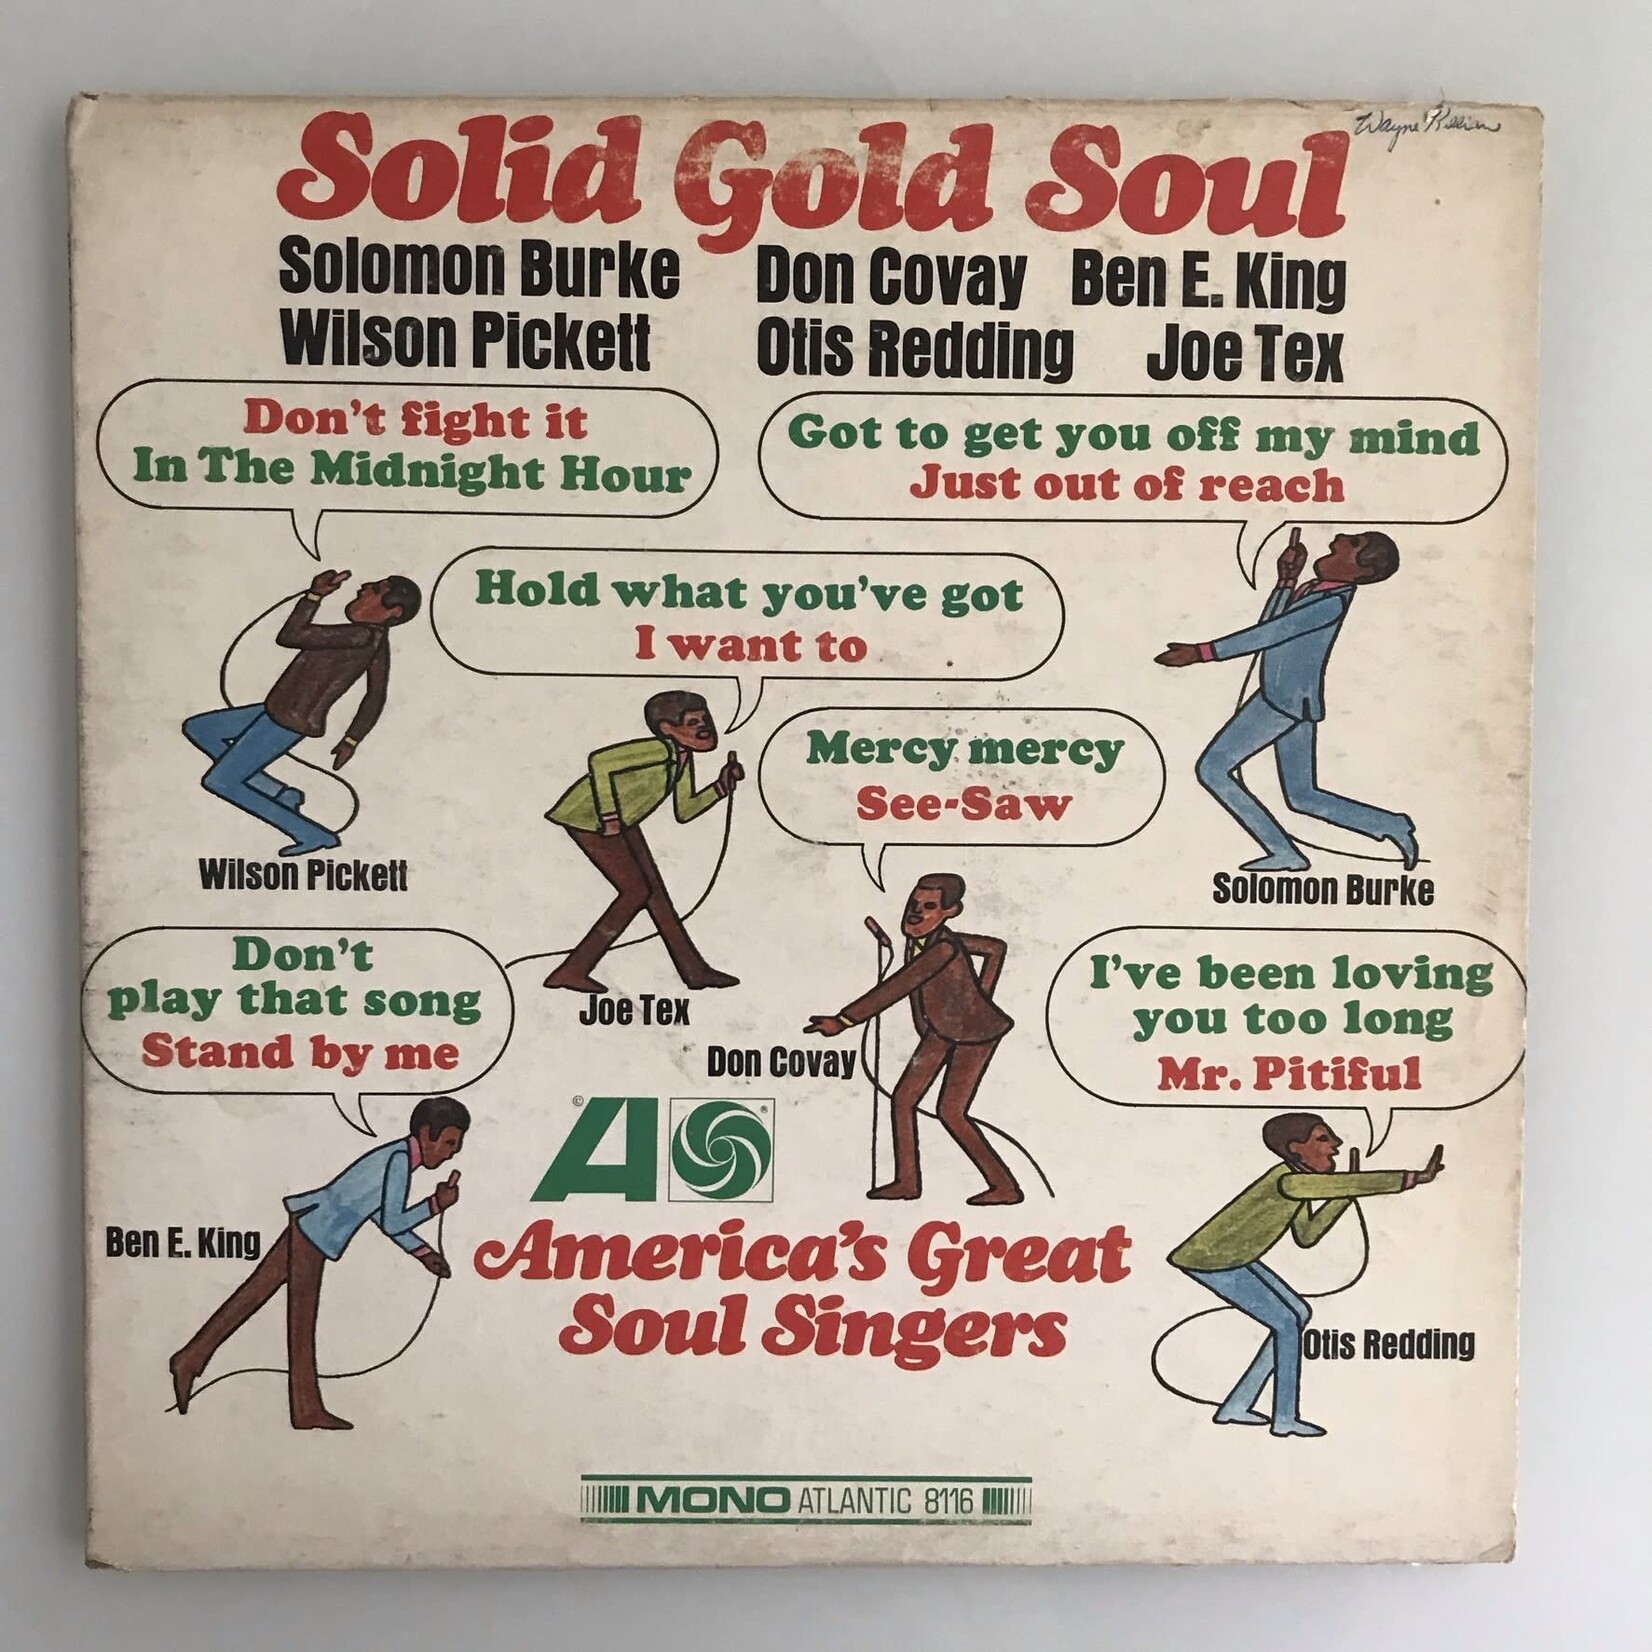 Solid Gold Soul
Solomon Burke Don Covay Ben E. King
Wilson Pickett Otis Redding Joe Tex
Don't fight it
In The Midnight Hour
Got to get you off my mind
Just out of reach
Hold what you've got
I want to
Mercy mercy
See-Saw
Wilson Pickett
Solomon Burke
Don't
play that song
Stand by me
Joe Tex
Don Covay
I've been loving
you too long
Mr. Pitiful
© A ®
Ben E. King
America's Great
Soul Singers
Otis Redding
MONO ATLANTIC 8116
Wayne